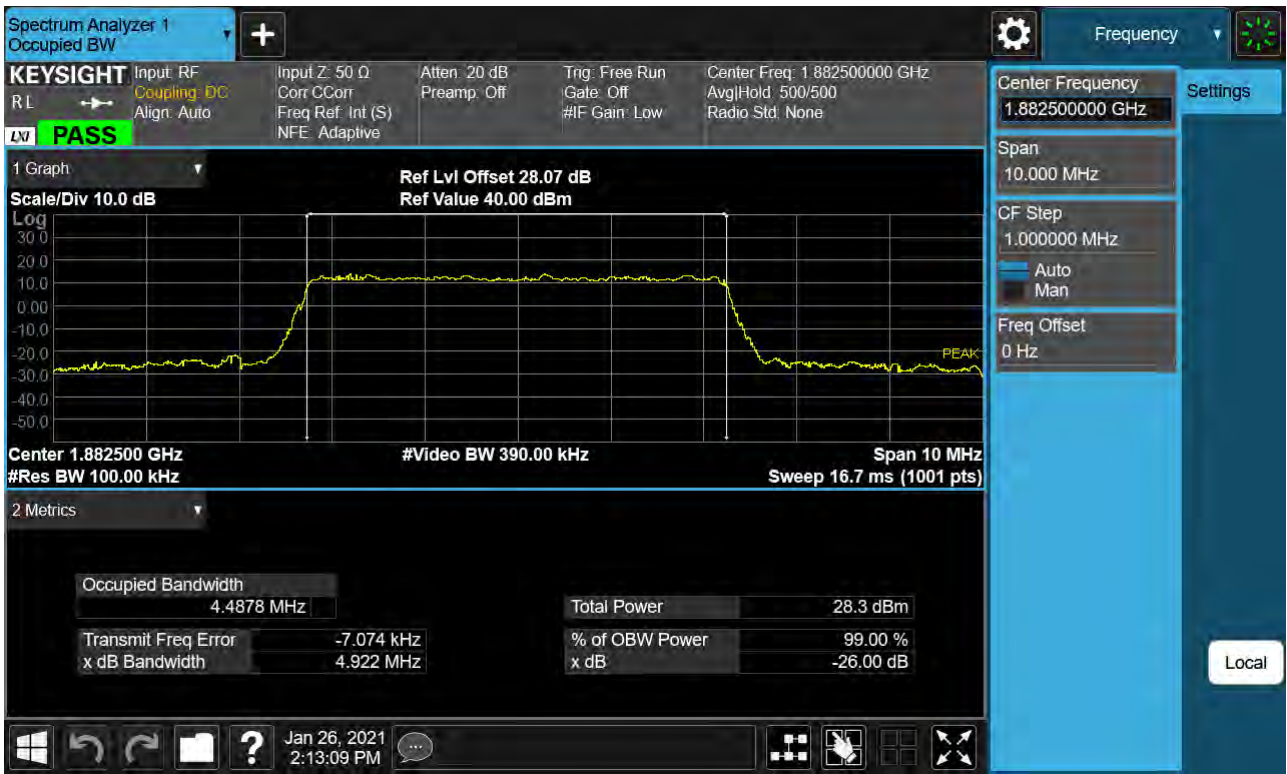 Spectrum Analyzer 1
Occupied BW
+
Frequency
KEYSIGHT Input: RF Input Z: 50 Ω Atten: 20 dB Trig: Free Run Center Freq: 1.882500000 GHz
RL Coupling: DC Corr CCorr Preamp: Off Gate: Off Avg|Hold: 500/500
Align: Auto Freq Ref: Int (S) #IF Gain: Low Radio Std: None
LXI PASS NFE: Adaptive
Center Frequency
1.882500000 GHz
Settings
Span
10.000 MHz
CF Step
1.000000 MHz
Auto
Man
Freq Offset
0 Hz
1 Graph
Ref Lvl Offset 28.07 dB
Scale/Div 10.0 dB Ref Value 40.00 dBm
Log
30.0
20.0
10.0
0.00
-10.0
-20.0
PEAK
-30.0
-40.0
-50.0
Center 1.882500 GHz #Video BW 390.00 kHz Span 10 MHz
#Res BW 100.00 kHz Sweep 16.7 ms (1001 pts)
2 Metrics
Occupied Bandwidth
4.4878 MHz Total Power 28.3 dBm
Transmit Freq Error -7.074 kHz % of OBW Power 99.00 %
x dB Bandwidth 4.922 MHz x dB -26.00 dB
Local
? Jan 26, 2021
2:13:09 PM